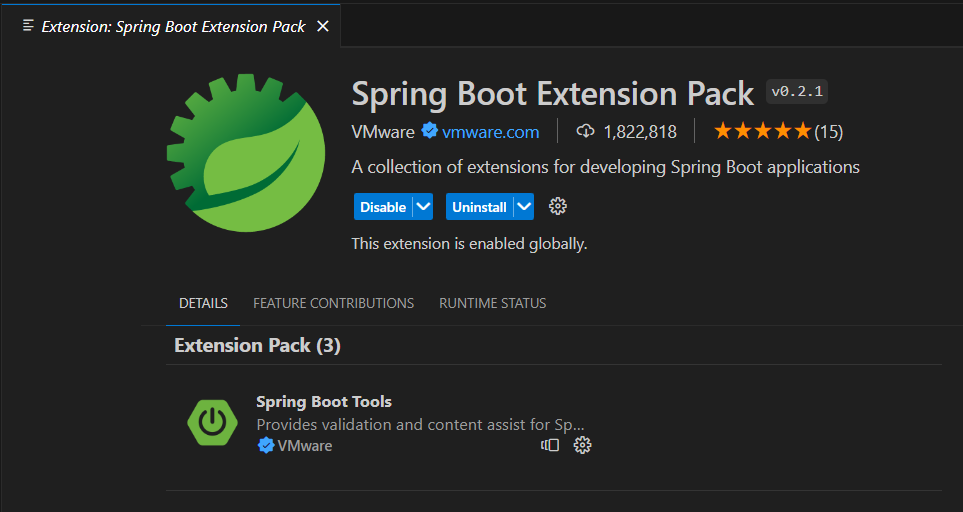 Extension: Spring Boot Extension Pack
Spring Boot Extension Pack v0.2.1
VMware vmware.com 1,822,818 (15)
A collection of extensions for developing Spring Boot applications
Disable Uninstall
This extension is enabled globally.
DETAILS FEATURE CONTRIBUTIONS RUNTIME STATUS
Extension Pack (3)
Spring Boot Tools
Provides validation and content assist for Sp...
VMware